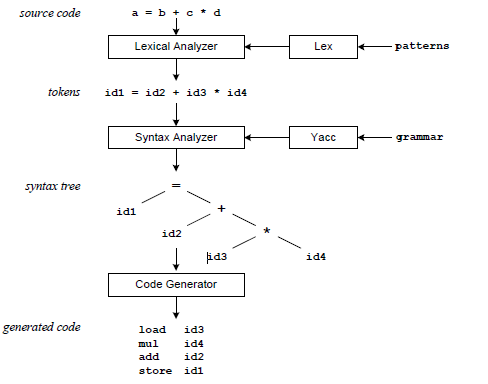 source code a = b + c * d
Lexical Analyzer Lex patterns
tokens id1 = id2 + id3 * id4
Syntax Analyzer Yacc grammar
syntax tree =
id1 +
id2 *
id3 id4
Code Generator
generated code load id3
mul id4
add id2
store id1